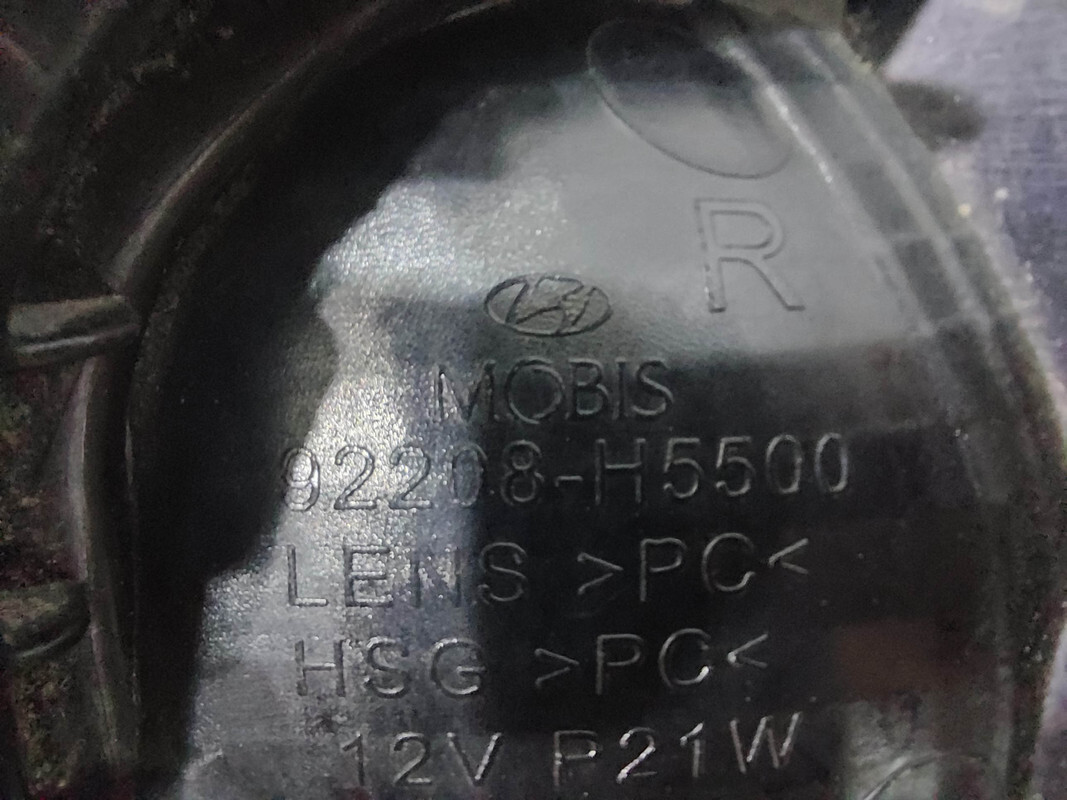 R
MOBIS
92208-H5500
LENS >PC<
HSG >PC<
12V P21W